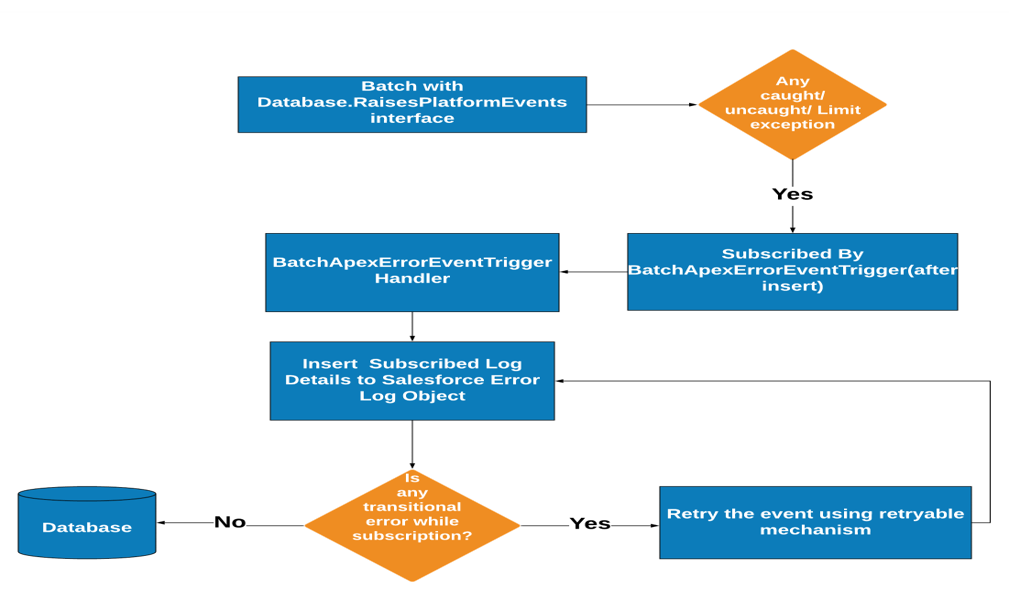 Batch with
Database.RaisesPlatformEvents
interface
Any
caught/
uncaught/ Limit
exception
Yes
Subscribed By
BatchApexErrorEventTrigger(after
insert)
BatchApexErrorEventTrigger
Handler
Insert Subscribed Log
Details to Salesforce Error
Log Object
Is
any
transitional
error while
subscription?
No
Database
Yes
Retry the event using retryable
mechanism